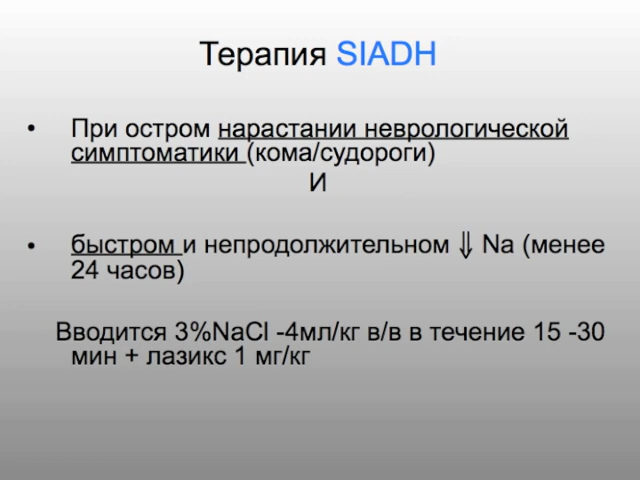 Терапия SIADH
• При остром нарастании неврологической
симптоматики (кома/судороги)
И
• быстром и непродолжительном ⇓ Na (менее
24 часов)
Вводится 3%NaCl -4мл/кг в/в в течение 15 -30
мин + лазикс 1 мг/кг